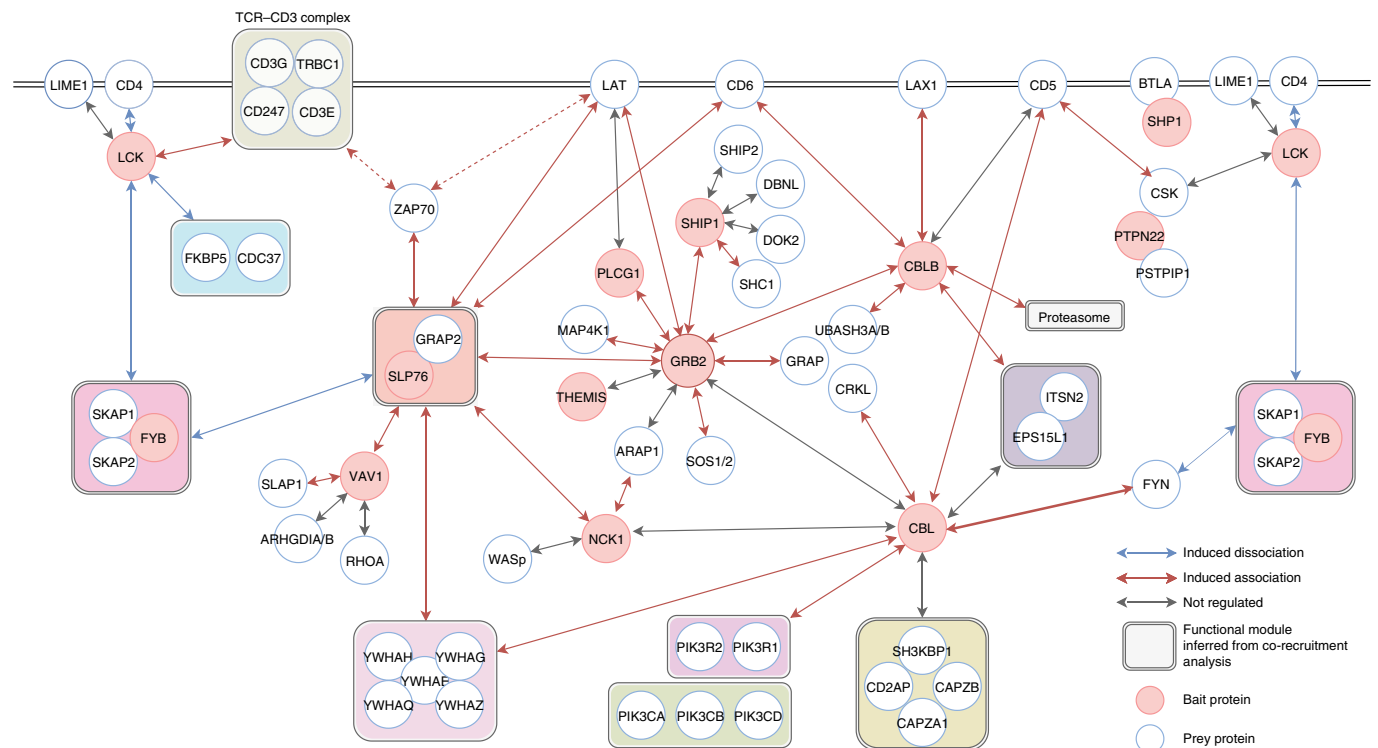 TCR–CD3 complex
CD3G
TRBC1
LIME1
CD4
LAT
CD6
LAX1
CD5
BTLA
LIME1
CD4
CD247
CD3E
SHP1
LCK
SHIP2
LCK
DBNL
CSK
ZAP70
SHIP1
DOK2
PTPN22
FKBP5
CDC37
PLCG1
SHC1
CBLB
PSTPIP1
Proteasome
MAP4K1
UBASH3A/B
GRAP2
GRB2
GRAP
SLP76
CRKL
THEMIS
ITSN2
SKAP1
SKAP1
FYB
EPS15L1
FYB
ARAP1
SKAP2
SOS1/2
SKAP2
VAV1
SLAP1
FYN
CBL
ARHGDIA/B
NCK1
RHOA
WASp
Induced dissociation
Induced association
Not regulated
Functional module
inferred from co-recruitment
analysis
PIK3R2
PIK3R1
SH3KBP1
YWHAH
YWHAG
CD2AP
CAPZB
YWHAQ
YWHAZ
Bait protein
PIK3CA
PIK3CB
PIK3CD
CAPZA1
Prey protein